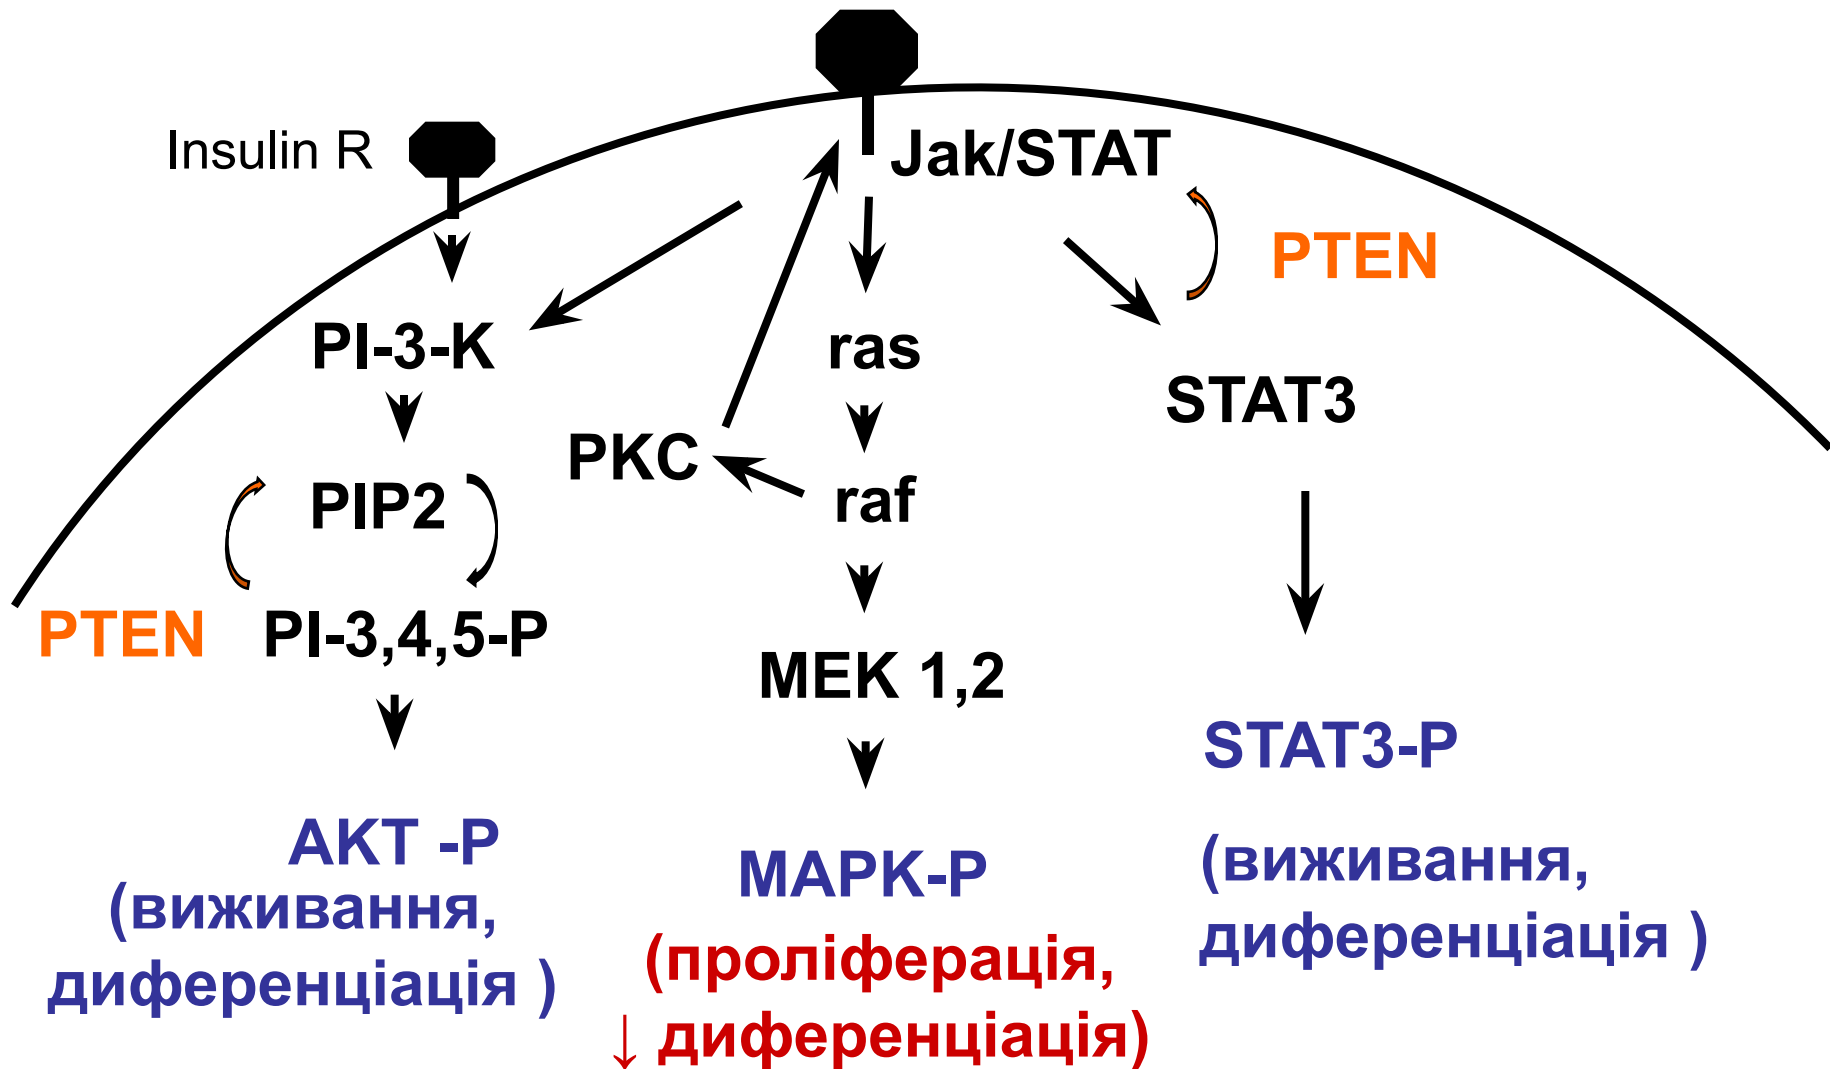 Insulin R
Jak/STAT
PTEN
PI-3-K
ras
STAT3
PKC
PIP2
raf
PTEN
PI-3,4,5-P
MEK 1,2
STAT3-P
AKT -P
MAPK-P
(виживання,
диференціація )
(проліферація,
↓ диференціація)
(виживання,
диференціація )